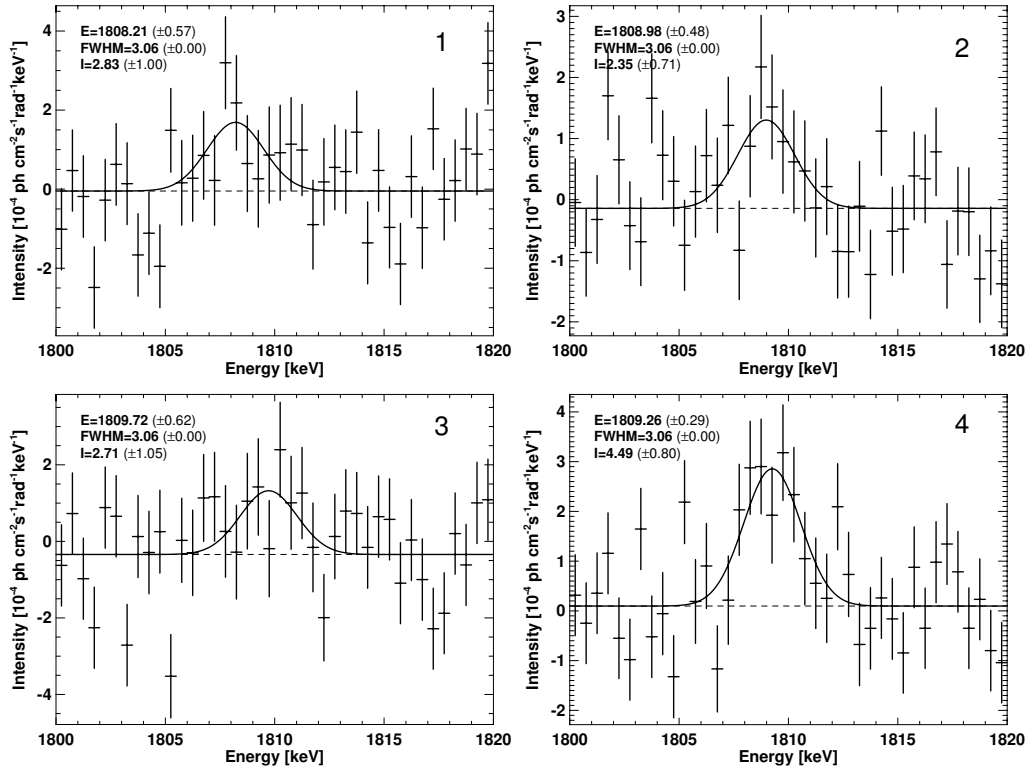 E=1808.21 (±0.57)
FWHM=3.06 (±0.00)
I=2.83 (±1.00)
1
4
2
0
-2
Intensity [10⁻⁴ ph cm⁻²s⁻¹rad⁻¹keV⁻¹]
1800 1805 1810 1815 1820
Energy [keV]
E=1808.98 (±0.48)
FWHM=3.06 (±0.00)
I=2.35 (±0.71)
2
3
2
1
0
-1
-2
Intensity [10⁻⁴ ph cm⁻²s⁻¹rad⁻¹keV⁻¹]
1800 1805 1810 1815 1820
Energy [keV]
E=1809.72 (±0.62)
FWHM=3.06 (±0.00)
I=2.71 (±1.05)
3
2
0
-2
-4
Intensity [10⁻⁴ ph cm⁻²s⁻¹rad⁻¹keV⁻¹]
1800 1805 1810 1815 1820
Energy [keV]
E=1809.26 (±0.29)
FWHM=3.06 (±0.00)
I=4.49 (±0.80)
4
4
3
2
1
0
-1
-2
Intensity [10⁻⁴ ph cm⁻²s⁻¹rad⁻¹keV⁻¹]
1800 1805 1810 1815 1820
Energy [keV]